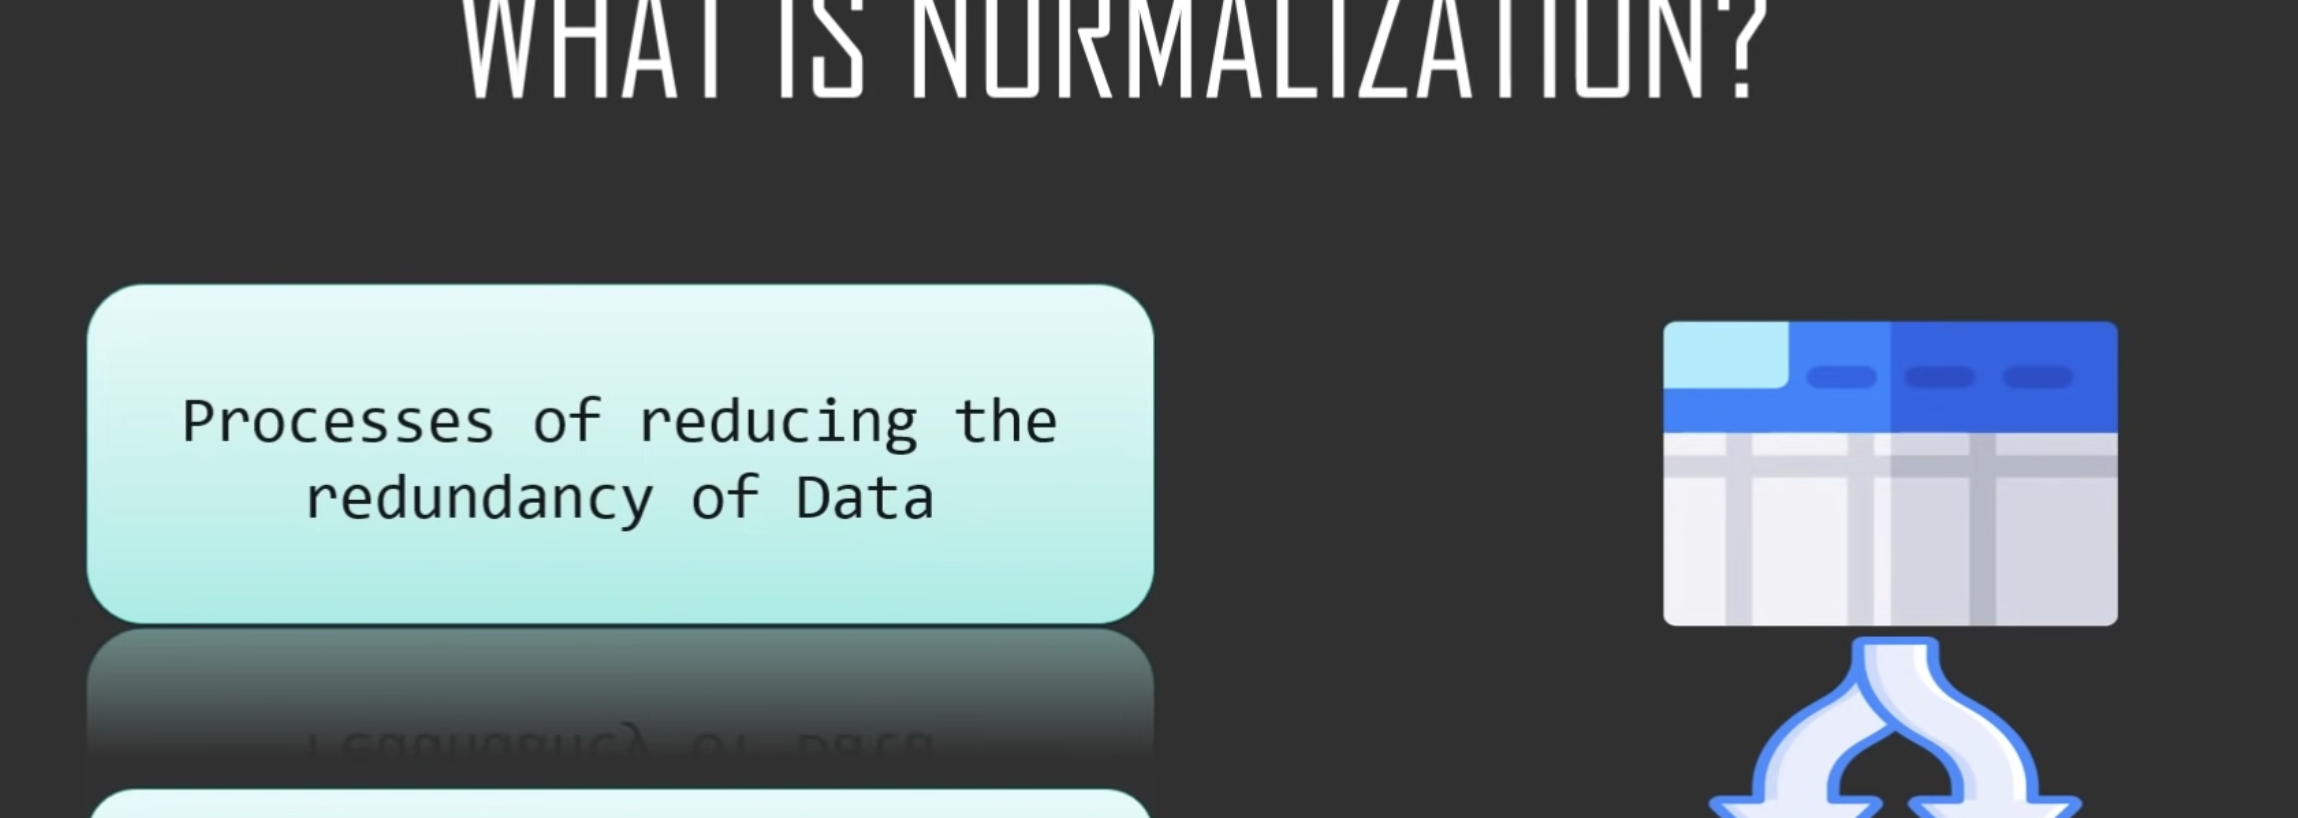 WHAT IS NORMALIZATION?
Processes of reducing the
redundancy of Data